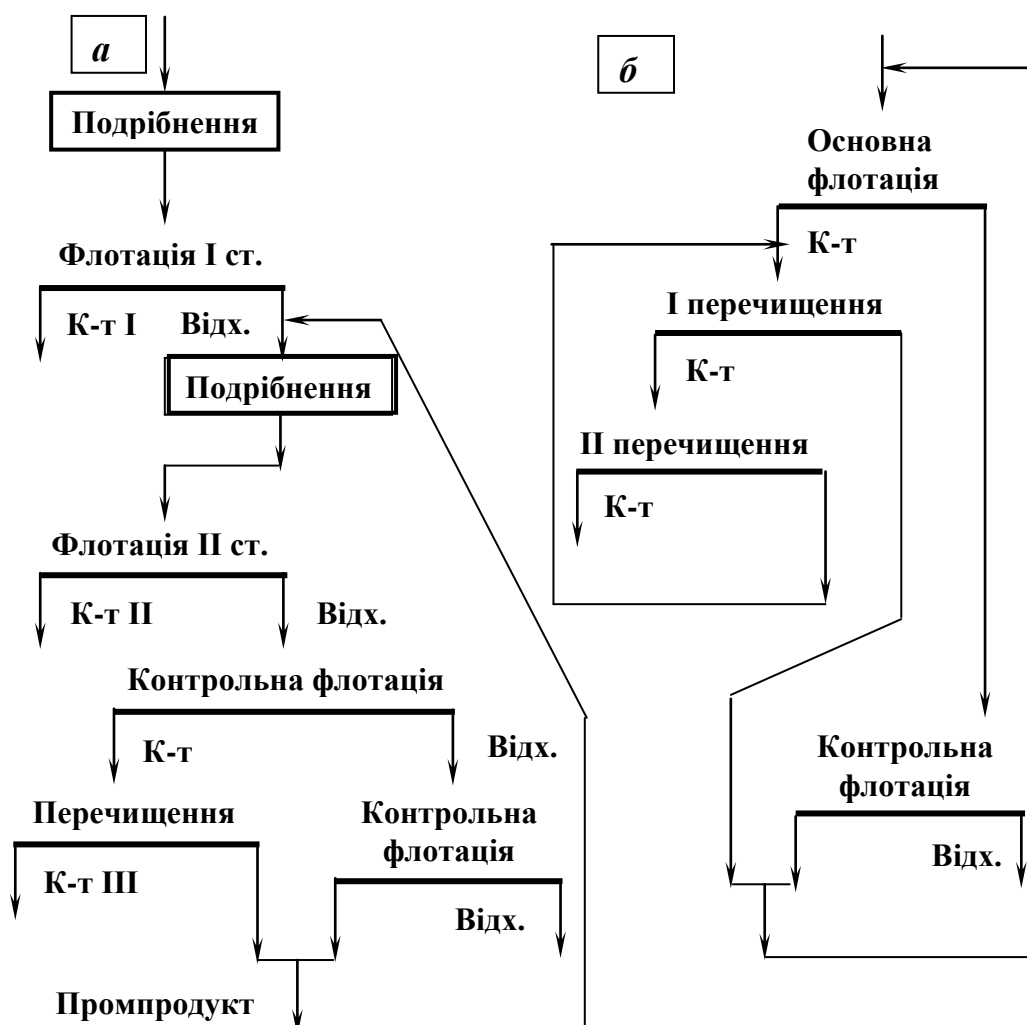 а
Подрібнення
Флотація І ст.
К-т І
Відх.
Подрібнення
Флотація ІІ ст.
К-т ІІ
Відх.
Контрольна флотація
К-т
Відх.
Перечищення
К-т ІІІ
Контрольна
флотація
Відх.
Промпродукт
б
Основна
флотація
К-т
І перечищення
К-т
ІІ перечищення
К-т
Контрольна
флотація
Відх.